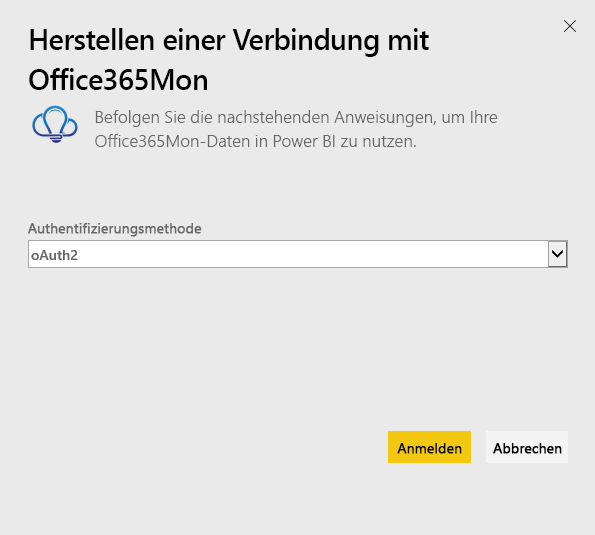 Herstellen einer Verbindung mit
Office365Mon
Befolgen Sie die nachstehenden Anweisungen, um Ihre
Office365Mon-Daten in Power BI zu nutzen.
Authentifizierungsmethode
oAuth2
Anmelden
Abbrechen